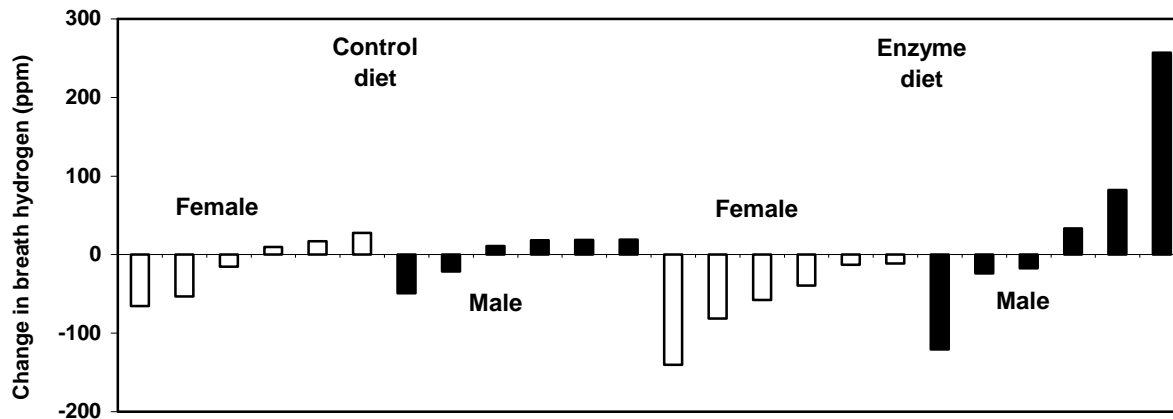 Change in breath hydrogen (ppm)
300
200
100
0
-100
-200
Control
diet
Enzyme
diet
Female
Female
Male
Male